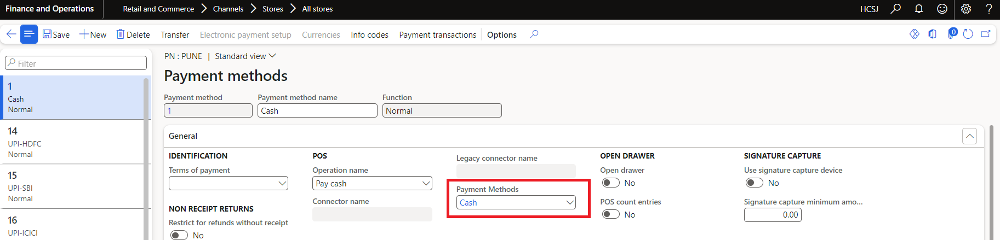 Finance and Operations Retail and Commerce Channels Stores All stores HCSJ ?
Save New Delete Transfer Electronic payment setup Currencies Info codes Payment transactions Options 0
Filter
1
Cash
Normal
14
UPI-HDFC
Normal
15
UPI-SBI
Normal
16
UPI-ICICI
PN : PUNE | Standard view
Payment methods
Payment method Payment method name Function
1 Cash Normal
General
IDENTIFICATION
Terms of payment
NON RECEIPT RETURNS
Restrict for refunds without receipt
No
POS
Operation name
Pay cash
Connector name
Legacy connector name
Payment Methods
Cash
OPEN DRAWER
Open drawer
No
POS count entries
No
SIGNATURE CAPTURE
Use signature capture device
No
Signature capture minimum amo...
0.00